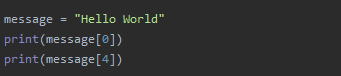 message = "Hello World"
print(message[0])
print(message[4])